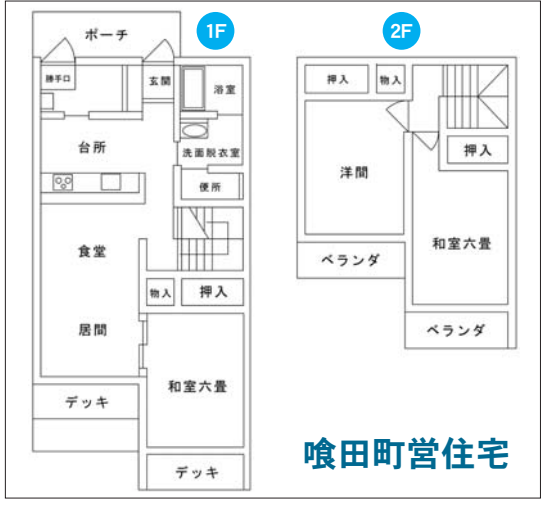 1F
ポーチ
勝手口
玄関
浴室
台所
洗面脱衣室
便所
食堂
物入
押入
居間
和室六畳
デッキ
デッキ
2F
押入
物入
押入
洋間
和室六畳
ベランダ
ベランダ
喰田町営住宅